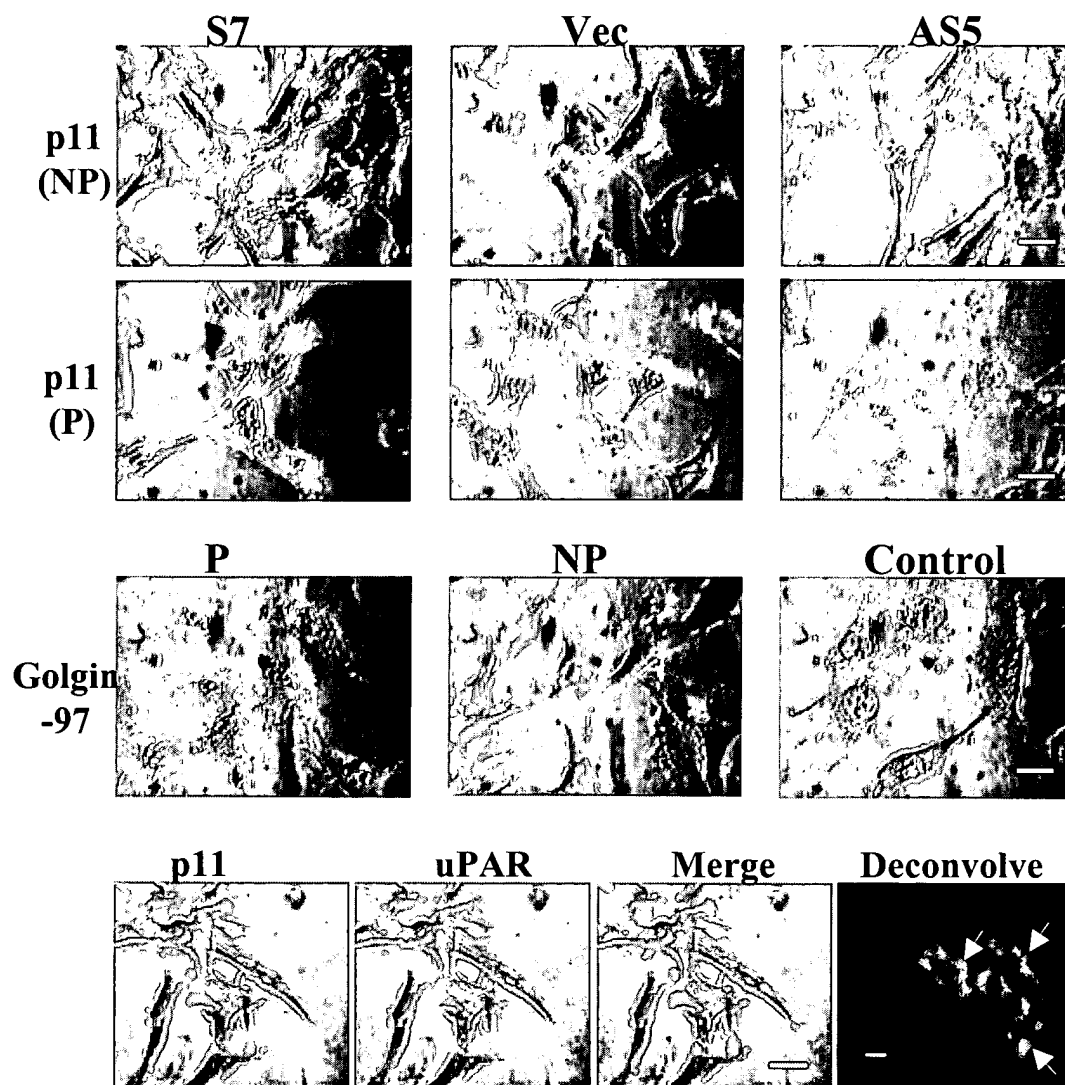 S7 Vec AS5
p11
(NP)
p11
(P)
P NP Control
Golgin
-97
p11 uPAR Merge Deconvolve